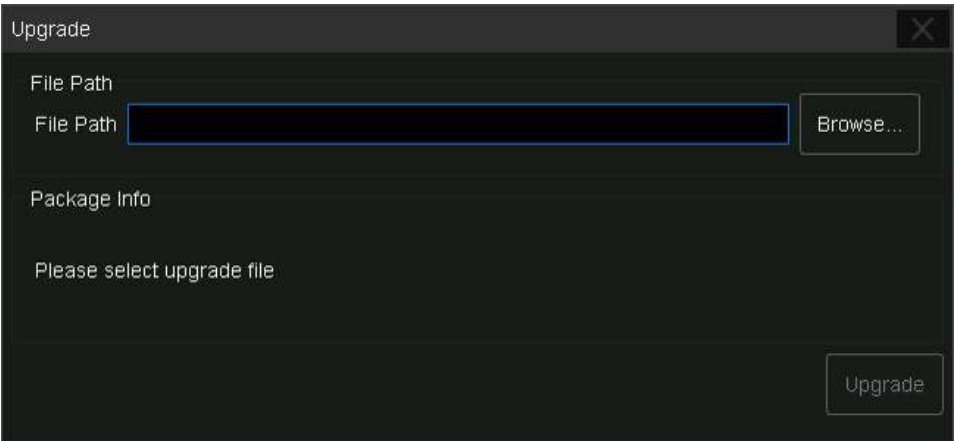 Upgrade
File Path
File Path Browse...
Package Info
Please select upgrade file
Upgrade